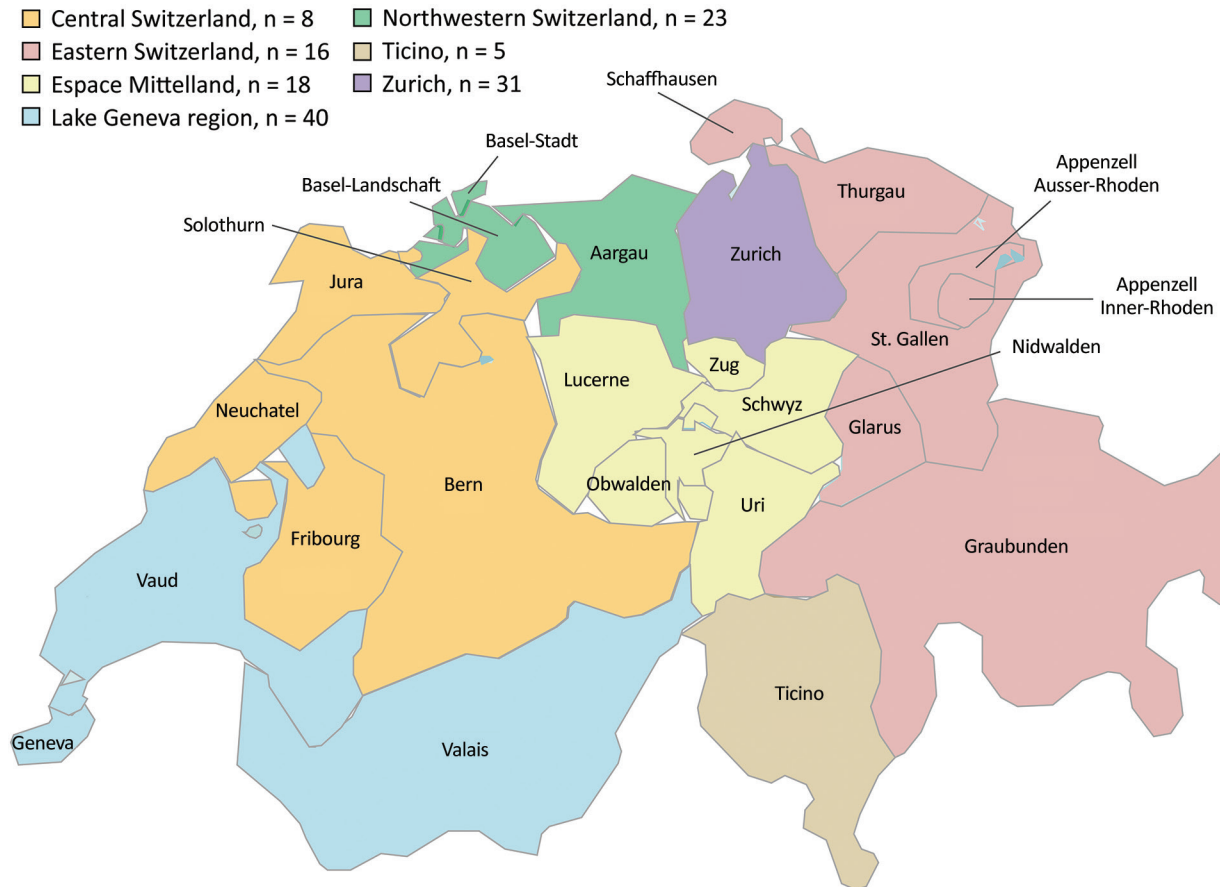 Central Switzerland, n = 8
Eastern Switzerland, n = 16
Espace Mittelland, n = 18
Lake Geneva region, n = 40
Northwestern Switzerland, n = 23
Ticino, n = 5
Zurich, n = 31
Schaffhausen
Basel-Stadt
Basel-Landschaft
Solothurn
Appenzell
Ausser-Rhoden
Thurgau
Aargau
Zurich
Jura
Appenzell
Inner-Rhoden
St. Gallen
Nidwalden
Zug
Lucerne
Schwyz
Neuchatel
Glarus
Bern
Obwalden
Uri
Fribourg
Graubunden
Vaud
Ticino
Geneva
Valais